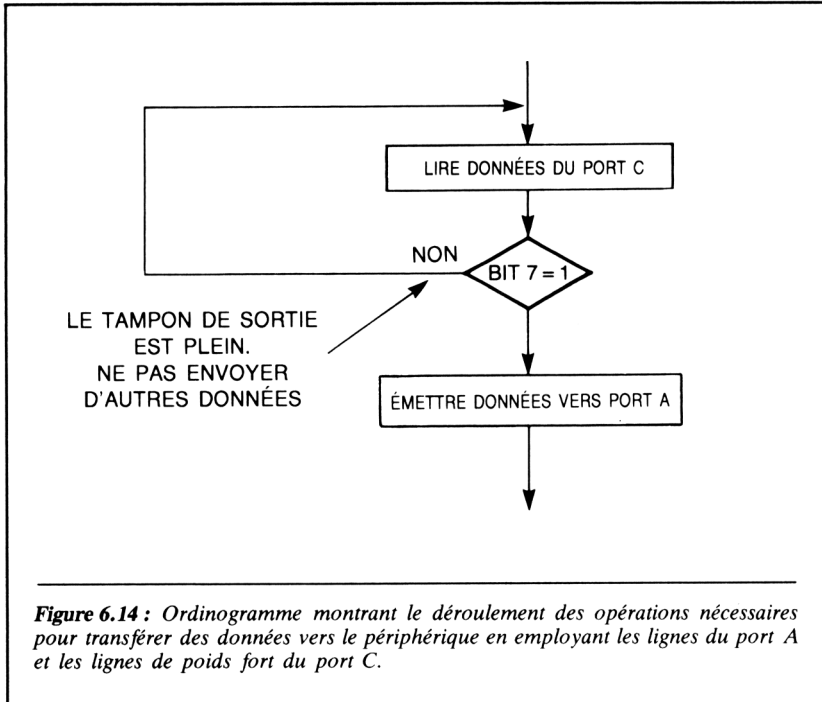 LIRE DONNÉES DU PORT C
NON
BIT 7 = 1
LE TAMPON DE SORTIE
EST PLEIN.
NE PAS ENVOYER
D'AUTRES DONNÉES
ÉMETTRE DONNÉES VERS PORT A
Figure 6.14 : Ordinogramme montrant le déroulement des opérations nécessaires
pour transférer des données vers le périphérique en employant les lignes du port A
et les lignes de poids fort du port C.